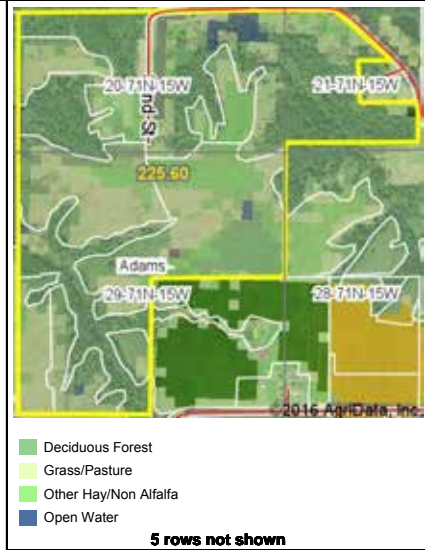 20-71N-15W
21-71N-15W
nd-St
225.60
Adams
29-71N-15W
28-71N-15W
©2016 AgriData, Inc.
Deciduous Forest
Grass/Pasture
Other Hay/Non Alfalfa
Open Water
5 rows not shown